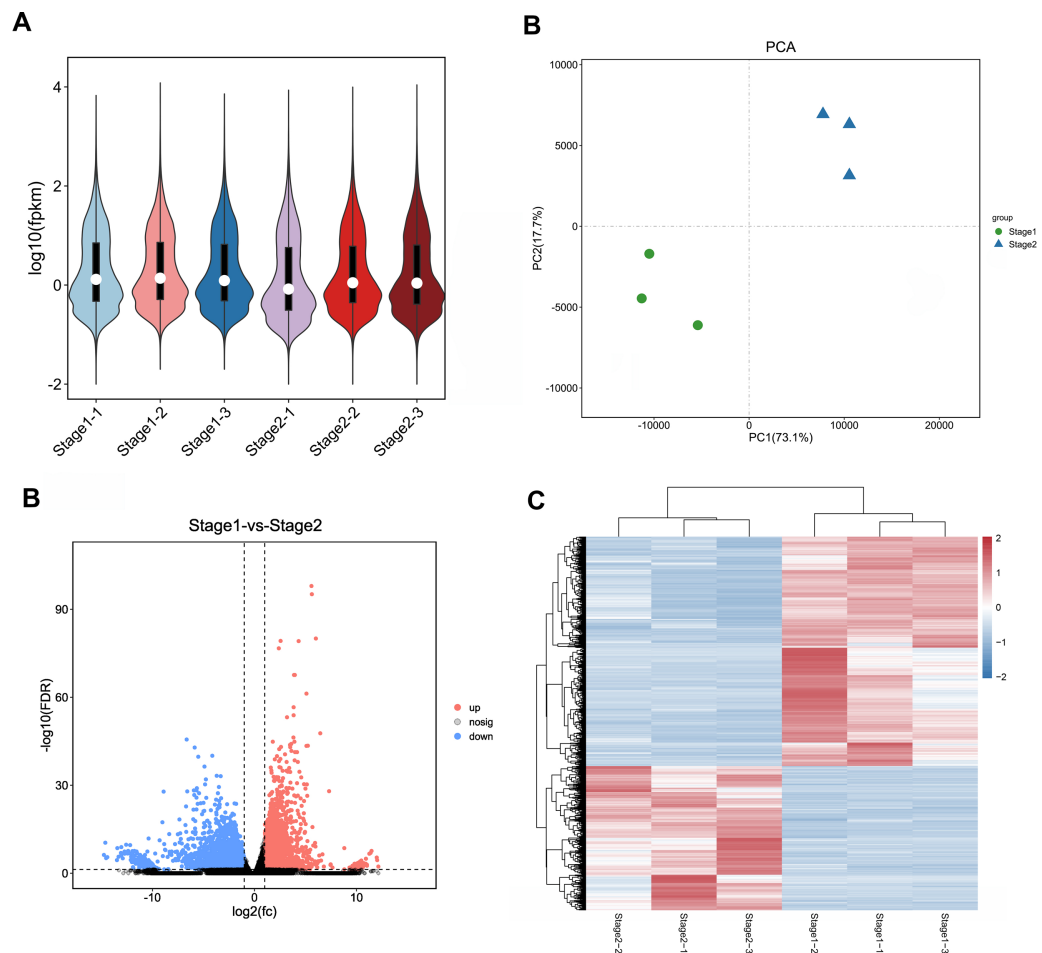 A
log10(fpkm)
4
2
0
-2
Stage1-1
Stage1-2
Stage1-3
Stage2-1
Stage2-2
Stage2-3
B
PCA
PC2(17.7%)
10000
5000
0
-5000
-10000
-10000
0
10000
20000
PC1(73.1%)
group
Stage1
Stage2
B
Stage1-vs-Stage2
-log10(FDR)
90
60
30
0
-10
0
10
log2(fc)
up
nosig
down
C
2
1
0
−1
−2
Stage2-2
Stage2-1
Stage2-3
Stage1-2
Stage1-1
Stage1-3